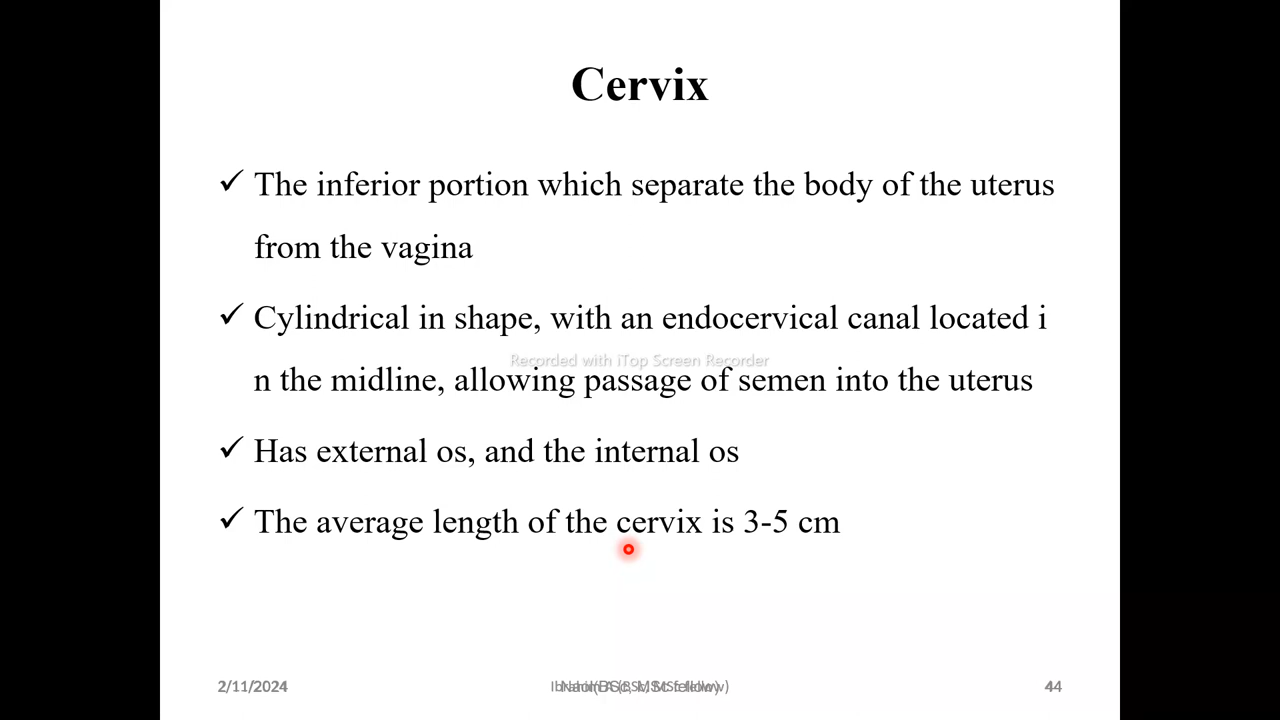 Cervix
✓ The inferior portion which separate the body of the uterus
from the vagina
✓ Cylindrical in shape, with an endocervical canal located i
n the midline, allowing passage of semen into the uterus
Recorded with iTop Screen Recorder
✓ Has external os, and the internal os
✓ The average length of the cervix is 3-5 cm
2/11/2024
44